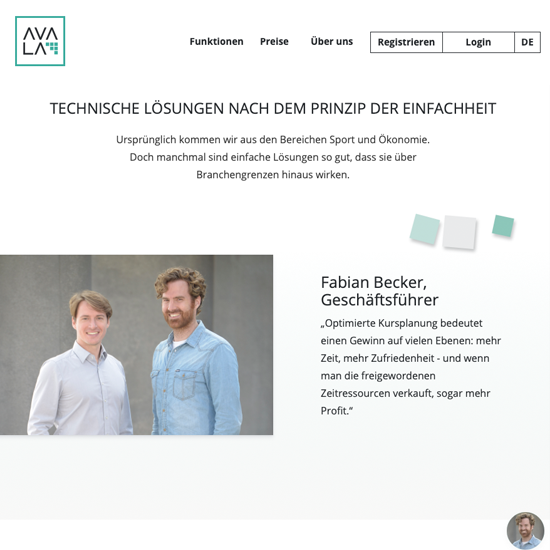 AVA
LA
Funktionen
Preise
Über uns
Registrieren
Login
DE
TECHNISCHE LÖSUNGEN NACH DEM PRINZIP DER EINFACHHEIT
Ursprünglich kommen wir aus den Bereichen Sport und Ökonomie.
Doch manchmal sind einfache Lösungen so gut, dass sie über
Branchengrenzen hinaus wirken.
Fabian Becker,
Geschäftsführer
„Optimierte Kursplanung bedeutet
einen Gewinn auf vielen Ebenen: mehr
Zeit, mehr Zufriedenheit - und wenn
man die freigewordenen
Zeitressourcen verkauft, sogar mehr
Profit.“